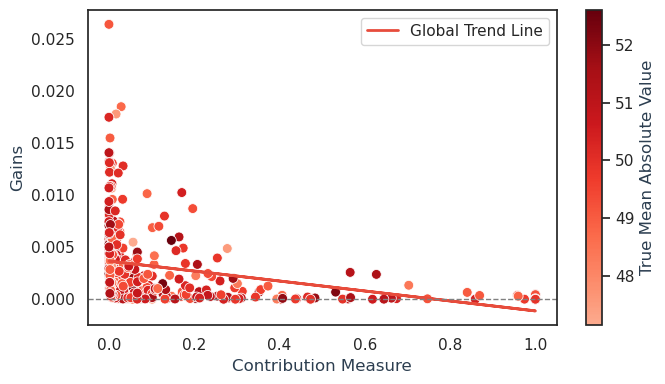 Global Trend Line
0.025
0.020
0.015
0.010
0.005
0.000
Gains
0.0 0.2 0.4 0.6 0.8 1.0
Contribution Measure
52
51
50
49
48
True Mean Absolute Value